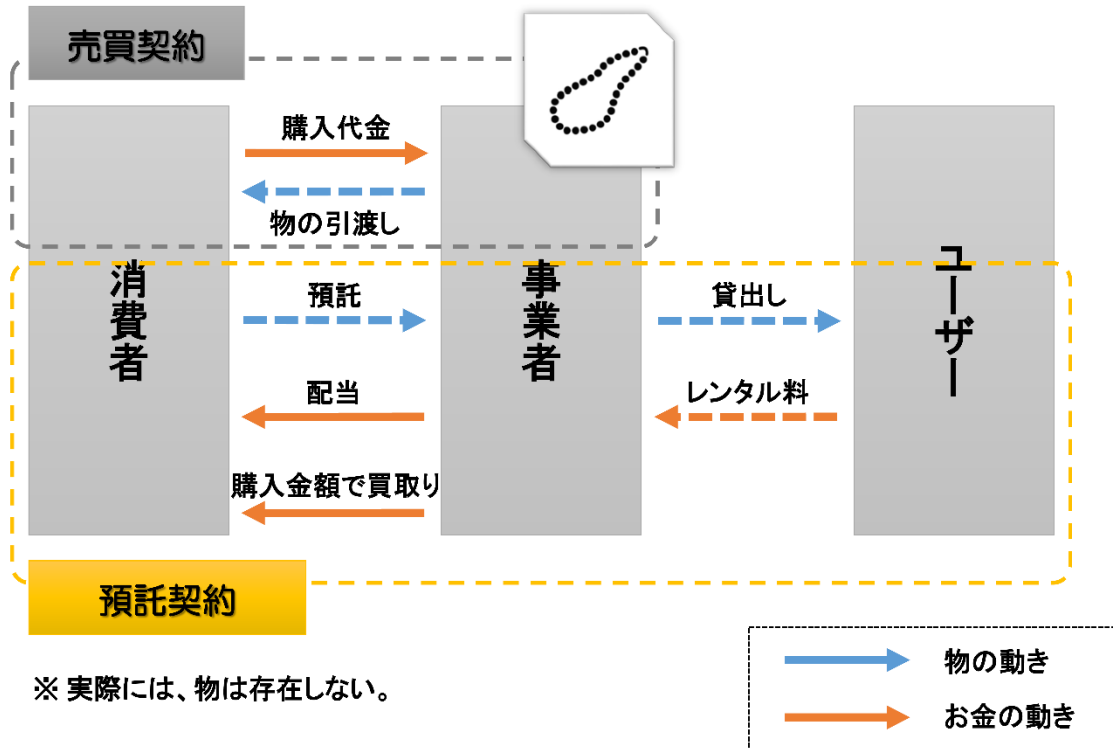 売買契約
購入代金
物の引渡し
消費者
事業者
ユーザー
預託
貸出し
配当
レンタル料
購入金額で買取り
預託契約
※ 実際には、物は存在しない。
物の動き
お金の動き